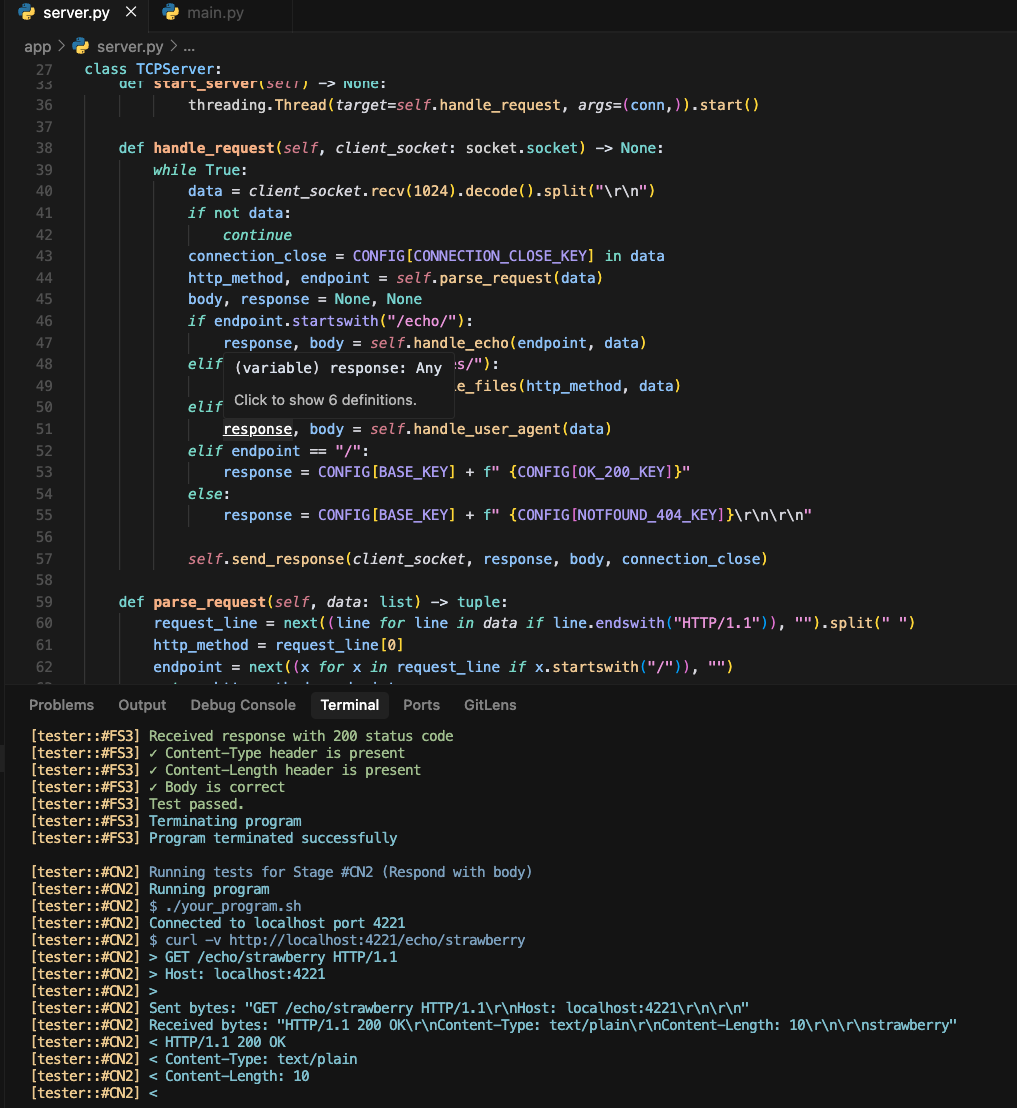 server.py × main.py
app > server.py > ...
27 class TCPServer:
33 def start_server(self) -> None:
36 threading.Thread(target=self.handle_request, args=(conn,)).start()
37
38 def handle_request(self, client_socket: socket.socket) -> None:
39 while True:
40 data = client_socket.recv(1024).decode().split("\r\n")
41 if not data:
42 continue
43 connection_close = CONFIG[CONNECTION_CLOSE_KEY] in data
44 http_method, endpoint = self.parse_request(data)
45 body, response = None, None
46 if endpoint.startswith("/echo/"):
47 response, body = self.handle_echo(endpoint, data)
48 elif (variable) response: Any s/"):
49 le_files(http_method, data)
50 elif Click to show 6 definitions.
51 response, body = self.handle_user_agent(data)
52 elif endpoint == "/":
53 response = CONFIG[BASE_KEY] + f" {CONFIG[OK_200_KEY]}"
54 else:
55 response = CONFIG[BASE_KEY] + f" {CONFIG[NOTFOUND_404_KEY]}\r\n\r\n"
56
57 self.send_response(client_socket, response, body, connection_close)
58
59 def parse_request(self, data: list) -> tuple:
60 request_line = next((line for line in data if line.endswith("HTTP/1.1")), "").split(" ")
61 http_method = request_line[0]
62 endpoint = next((x for x in request_line if x.startswith("/")), "")
Problems Output Debug Console Terminal Ports GitLens
[tester::#FS3] Received response with 200 status code
[tester::#FS3] ✓ Content-Type header is present
[tester::#FS3] ✓ Content-Length header is present
[tester::#FS3] ✓ Body is correct
[tester::#FS3] Test passed.
[tester::#FS3] Terminating program
[tester::#FS3] Program terminated successfully
[tester::#CN2] Running tests for Stage #CN2 (Respond with body)
[tester::#CN2] Running program
[tester::#CN2] $ ./your_program.sh
[tester::#CN2] Connected to localhost port 4221
[tester::#CN2] $ curl -v http://localhost:4221/echo/strawberry
[tester::#CN2] > GET /echo/strawberry HTTP/1.1
[tester::#CN2] > Host: localhost:4221
[tester::#CN2] >
[tester::#CN2] Sent bytes: "GET /echo/strawberry HTTP/1.1\r\nHost: localhost:4221\r\n\r\n"
[tester::#CN2] Received bytes: "HTTP/1.1 200 OK\r\nContent-Type: text/plain\r\nContent-Length: 10\r\n\r\nstrawberry"
[tester::#CN2] < HTTP/1.1 200 OK
[tester::#CN2] < Content-Type: text/plain
[tester::#CN2] < Content-Length: 10
[tester::#CN2] <